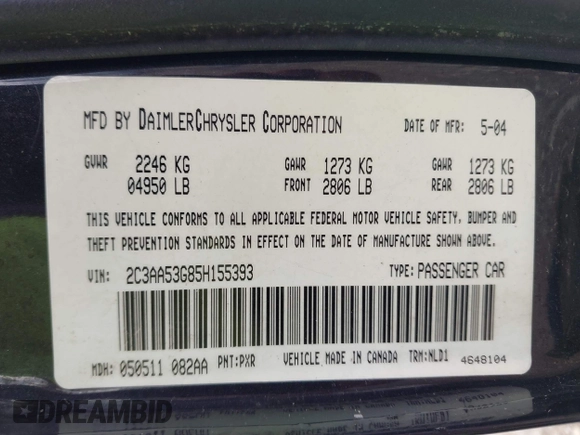 MFD BY DAIMLERCHRYSLER CORPORATION DATE OF MFR: 5-04
GVWR 2246 KG GAWR 1273 KG GAWR 1273 KG
04950 LB FRONT 2806 LB REAR 2806 LB
THIS VEHICLE CONFORMS TO ALL APPLICABLE FEDERAL MOTOR VEHICLE SAFETY, BUMPER AND
THEFT PREVENTION STANDARDS IN EFFECT ON THE DATE OF MANUFACTURE SHOWN ABOVE.
VIN: 2C3AA53G85H155393 TYPE: PASSENGER CAR
MDH: 050511 082AA PNT: PXR VEHICLE MADE IN CANADA TRM: NLD1 4648104
DREAMBID